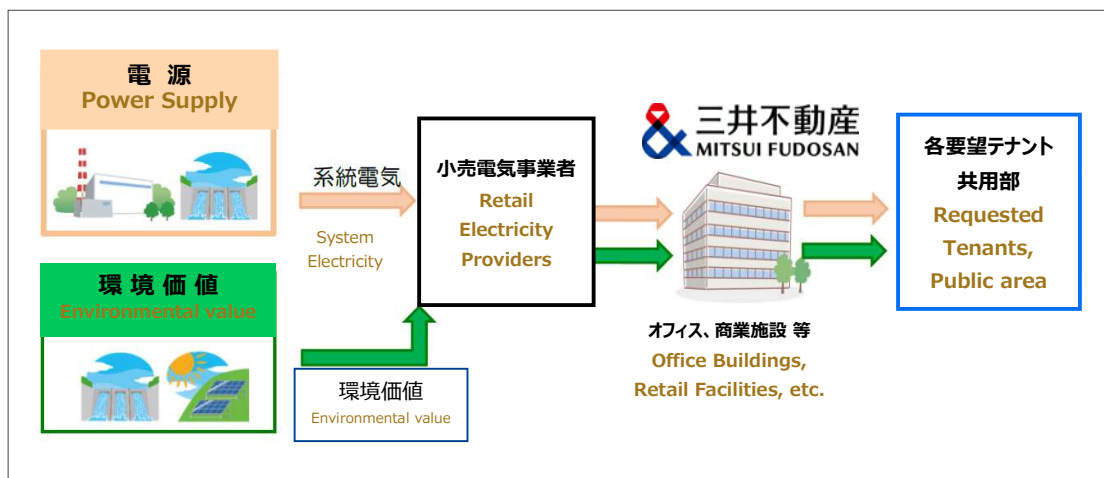 電 源
Power Supply
系統電気
System
Electricity
環 境 価 値
Environmental value
環境価値
Environmental value
小売電気事業者
Retail
Electricity
Providers
三井不動産
MITSUI FUDOSAN
オフィス、商業施設 等
Office Buildings,
Retail Facilities, etc.
各要望テナント
共用部
Requested
Tenants,
Public area